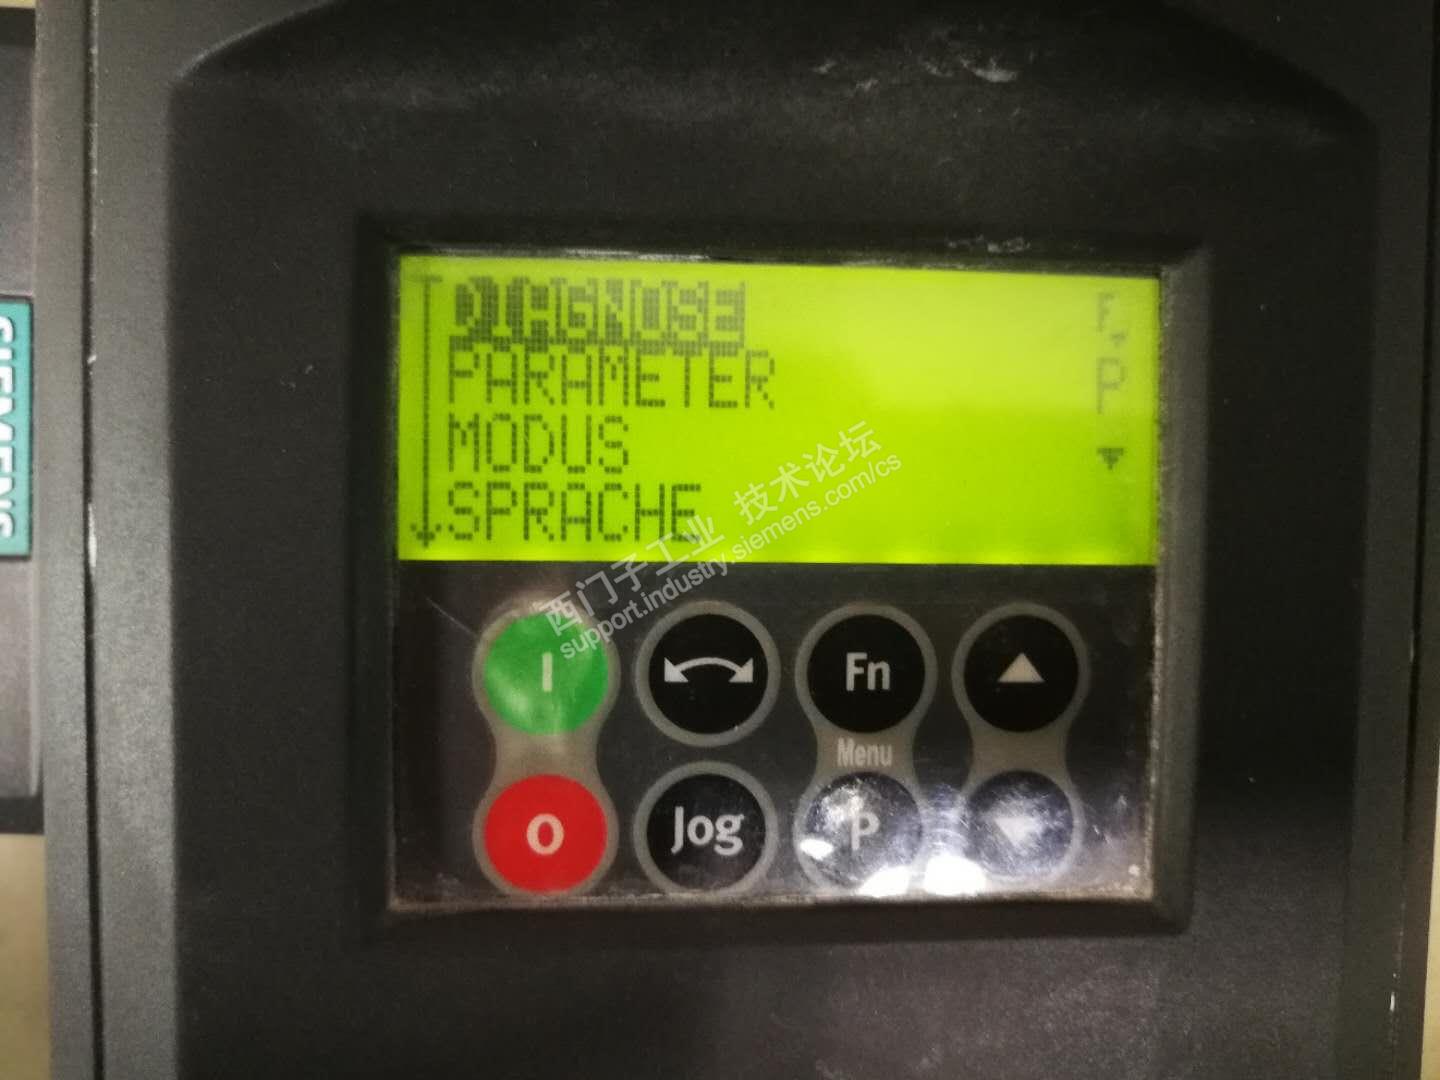 DIAGNOSE
PARAMETER
MODUS
SPRACHE
F
P
SIEMENS
西门子工业 技术论坛
support.industry.siemens.com/cs
I
Fn
Menu
O
Jog
P